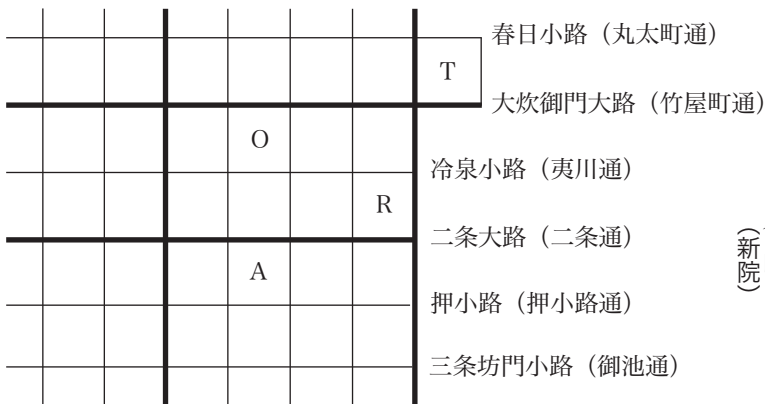 春日小路（丸太町通）
T
大炊御門大路（竹屋町通）
O
冷泉小路（夷川通）
R
二条大路（二条通）
（新院）
A
押小路（押小路通）
三条坊門小路（御池通）